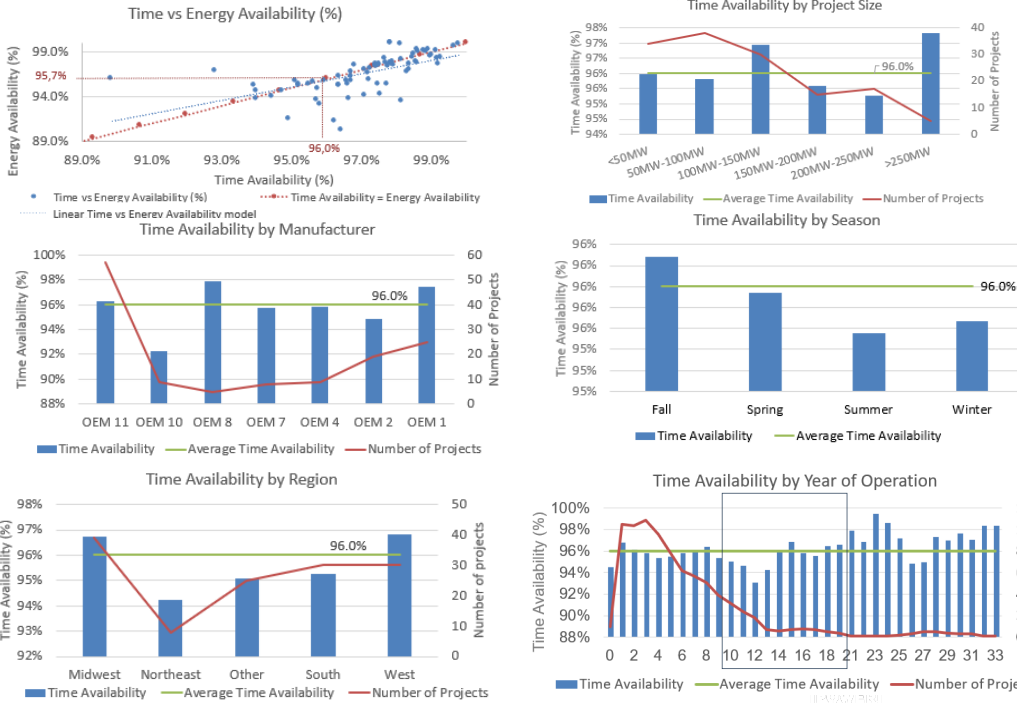 Time vs Energy Availability (%)
Energy Availability (%)
99.0%
95,7%
94.0%
89.0%
89.0% 91.0% 93.0% 95.0% 97.0% 99.0%
96,0%
Time Availability (%)
Time vs Energy Availability (%) Time Availability = Energy Availability
Linear Time vs Energy Availability model
Time Availability by Project Size
Time Availability (%)
98%
97%
97%
96%
96%
95%
95%
94%
96.0%
40
30
20
10
0
Number of Projects
<50MW 50MW-100MW 100MW-150MW 150MW-200MW 200MW-250MW >250MW
Time Availability Average Time Availability Number of Projects
Time Availability by Manufacturer
Time Availability (%)
100%
98%
96%
94%
92%
90%
88%
96.0%
60
50
40
30
20
10
0
Number of Projects
OEM 11 OEM 10 OEM 8 OEM 7 OEM 4 OEM 2 OEM 1
Time Availability Average Time Availability Number of Projects
Time Availability by Season
Time Availability (%)
96%
96%
96%
96%
96%
95%
95%
95%
96.0%
Fall Spring Summer Winter
Time Availability Average Time Availability
Time Availability by Region
Time Availability (%)
98%
97%
96%
95%
94%
93%
92%
96.0%
50
40
30
20
10
0
Number of projects
Midwest Northeast Other South West
Time Availability Average Time Availability Number of Projects
Time Availability by Year of Operation
Time Availability (%)
100%
98%
96%
94%
92%
90%
88%
0 2 4 6 8 10 12 14 16 18 21 23 25 27 29 31 33
Time Availability Average Time Availability Number of Proje